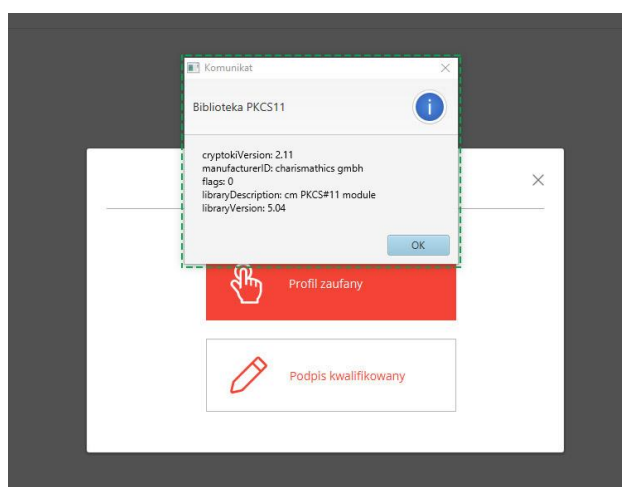 Komunikat
Biblioteka PKCS11
cryptokiVersion: 2.11
manufacturerID: charismathics gmbh
flags: 0
libraryDescription: cm PKCS#11 module
libraryVersion: 5.04
OK
Profil zaufany
Podpis kwalifikowany